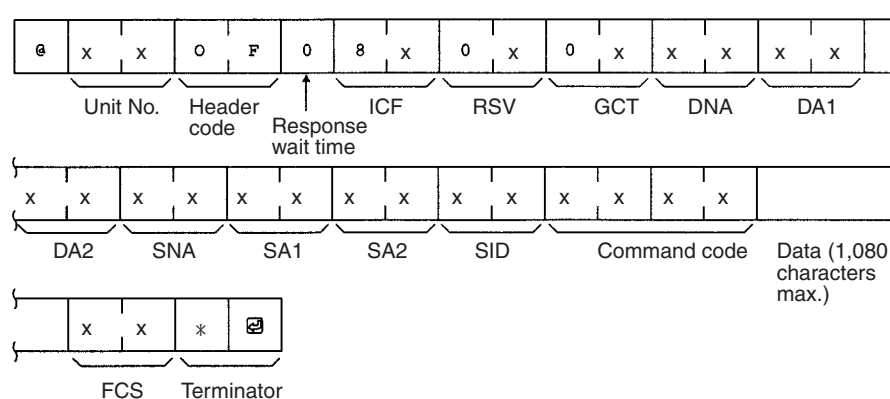 @ x x O F 0 8 x 0 x 0 x x x x x
Unit No. Header code Response wait time ICF RSV GCT DNA DA1
x x x x x x x x x x x x x x
DA2 SNA SA1 SA2 SID Command code Data (1,080 characters max.)
x x * ↵
FCS Terminator